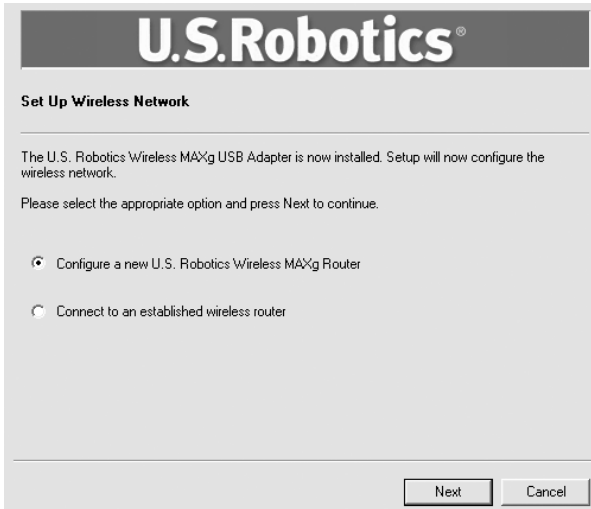 U.S.Robotics®
Set Up Wireless Network
The U.S. Robotics Wireless MAXg USB Adapter is now installed. Setup will now configure the
wireless network.
Please select the appropriate option and press Next to continue.
Configure a new U.S. Robotics Wireless MAXg Router
Connect to an established wireless router
Next Cancel